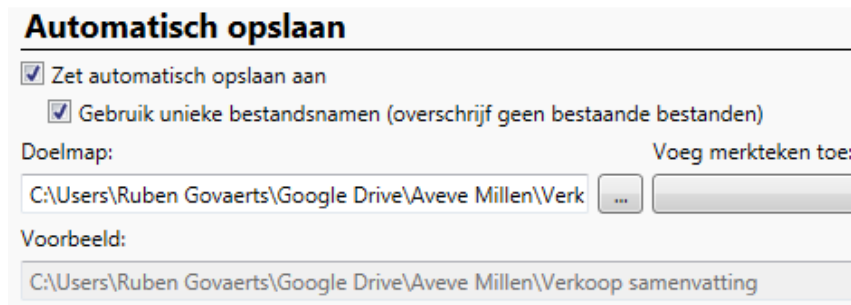 Automatisch opslaan
Zet automatisch opslaan aan
Gebruik unieke bestandsnamen (overschrijf geen bestaande bestanden)
Doelmap: Voeg merkteken toe:
C:\Users\Ruben Govaerts\Google Drive\Aveve Millen\Verk ...
Voorbeeld:
C:\Users\Ruben Govaerts\Google Drive\Aveve Millen\Verkoop samenvatting